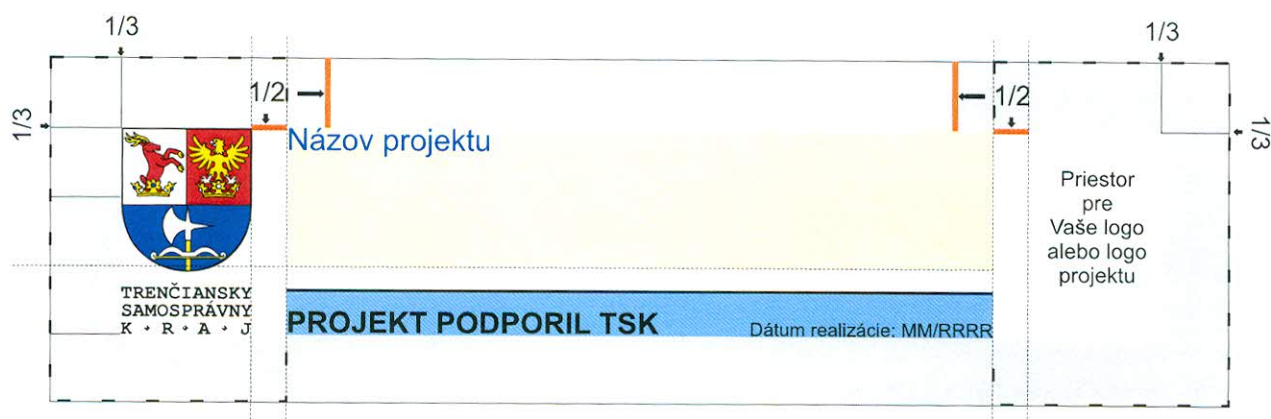 1/3
1/3
1/2
1/2
1/3
1/3
Názov projektu
Priestor
pre
Vaše logo
alebo logo
projektu
TRENČIANSKY
SAMOSPRÁVNY
K • R • A • J
PROJEKT PODPORIL TSK
Dátum realizácie: MM/RRRR